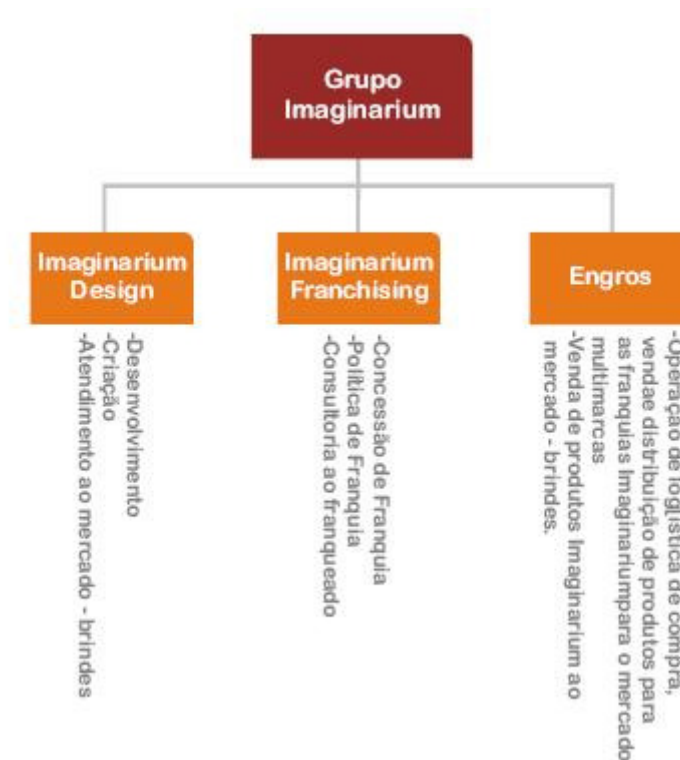 Grupo
Imaginarium
Imaginarium
Design
-Desenvolvimento
-Criação
-Atendimento ao mercado - brindes
Imaginarium
Franchising
-Concessão de Franquia
-Política de Franquia
-Consultoria ao franqueado
Engros
-Operação de logļistica de compra,
vendae distribuição de produtos para
as franquias Imaginariumpara o mercado
multimarcas
-Venda de produtos Imaginarium ao
mercado - brindes.